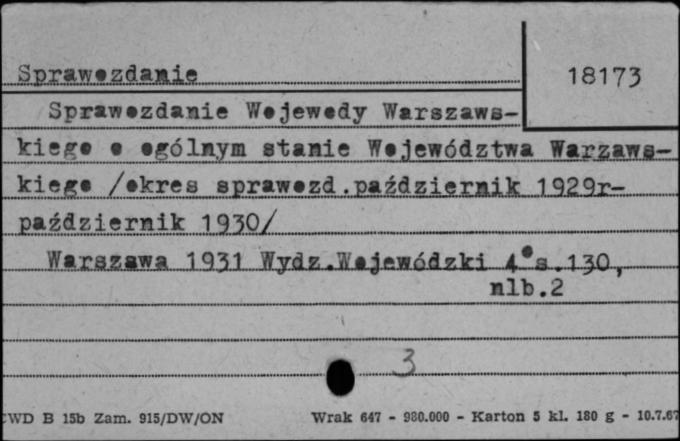 Sprawozdanie
18173
Sprawozdanie Wojewody Warszaws-
kiego o ogólnym stanie Województwa Warzaws-
kiego /okres sprawozd.październik 1929r-
październik 1930/
Warszawa 1931 Wydz.Wojewódzki 4° s.130,
nlb.2
3
WD B 15b Zam. 915/DW/ON Wrak 647 - 980.000 - Karton 5 kl. 180 g - 10.7.67